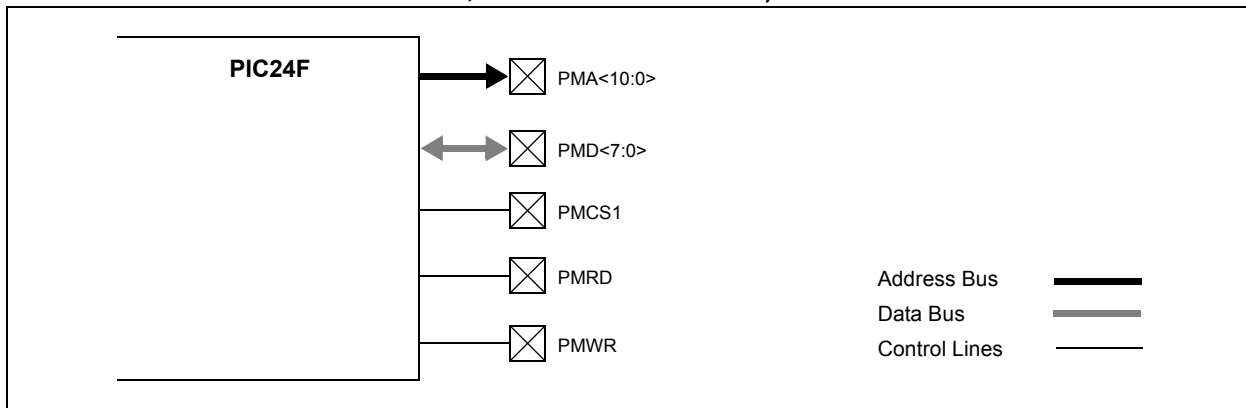 PIC24F
PMA<10:0>
PMD<7:0>
PMCS1
PMRD
PMWR
Address Bus
Data Bus
Control Lines